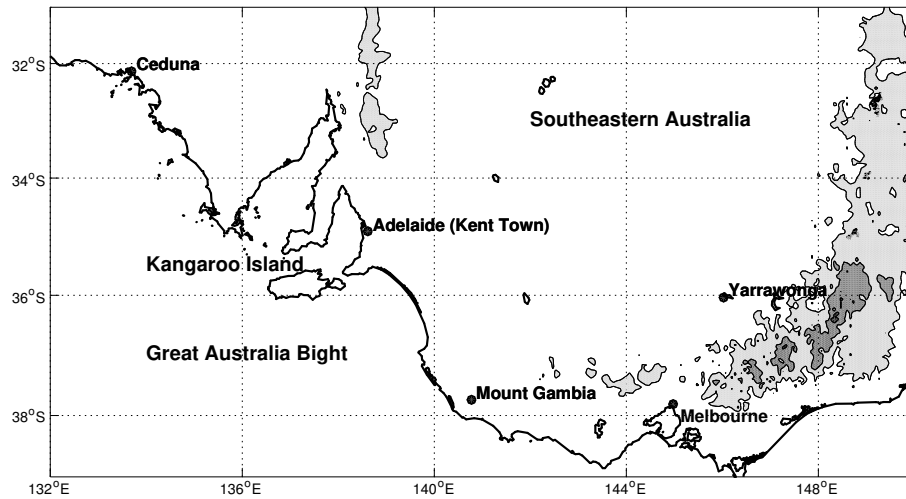 32°S
Ceduna
Southeastern Australia
34°S
Adelaide (Kent Town)
Kangaroo Island
36°S
Yarrawonga
Great Australia Bight
Mount Gambia
38°S
Melbourne
132°E 136°E 140°E 144°E 148°E